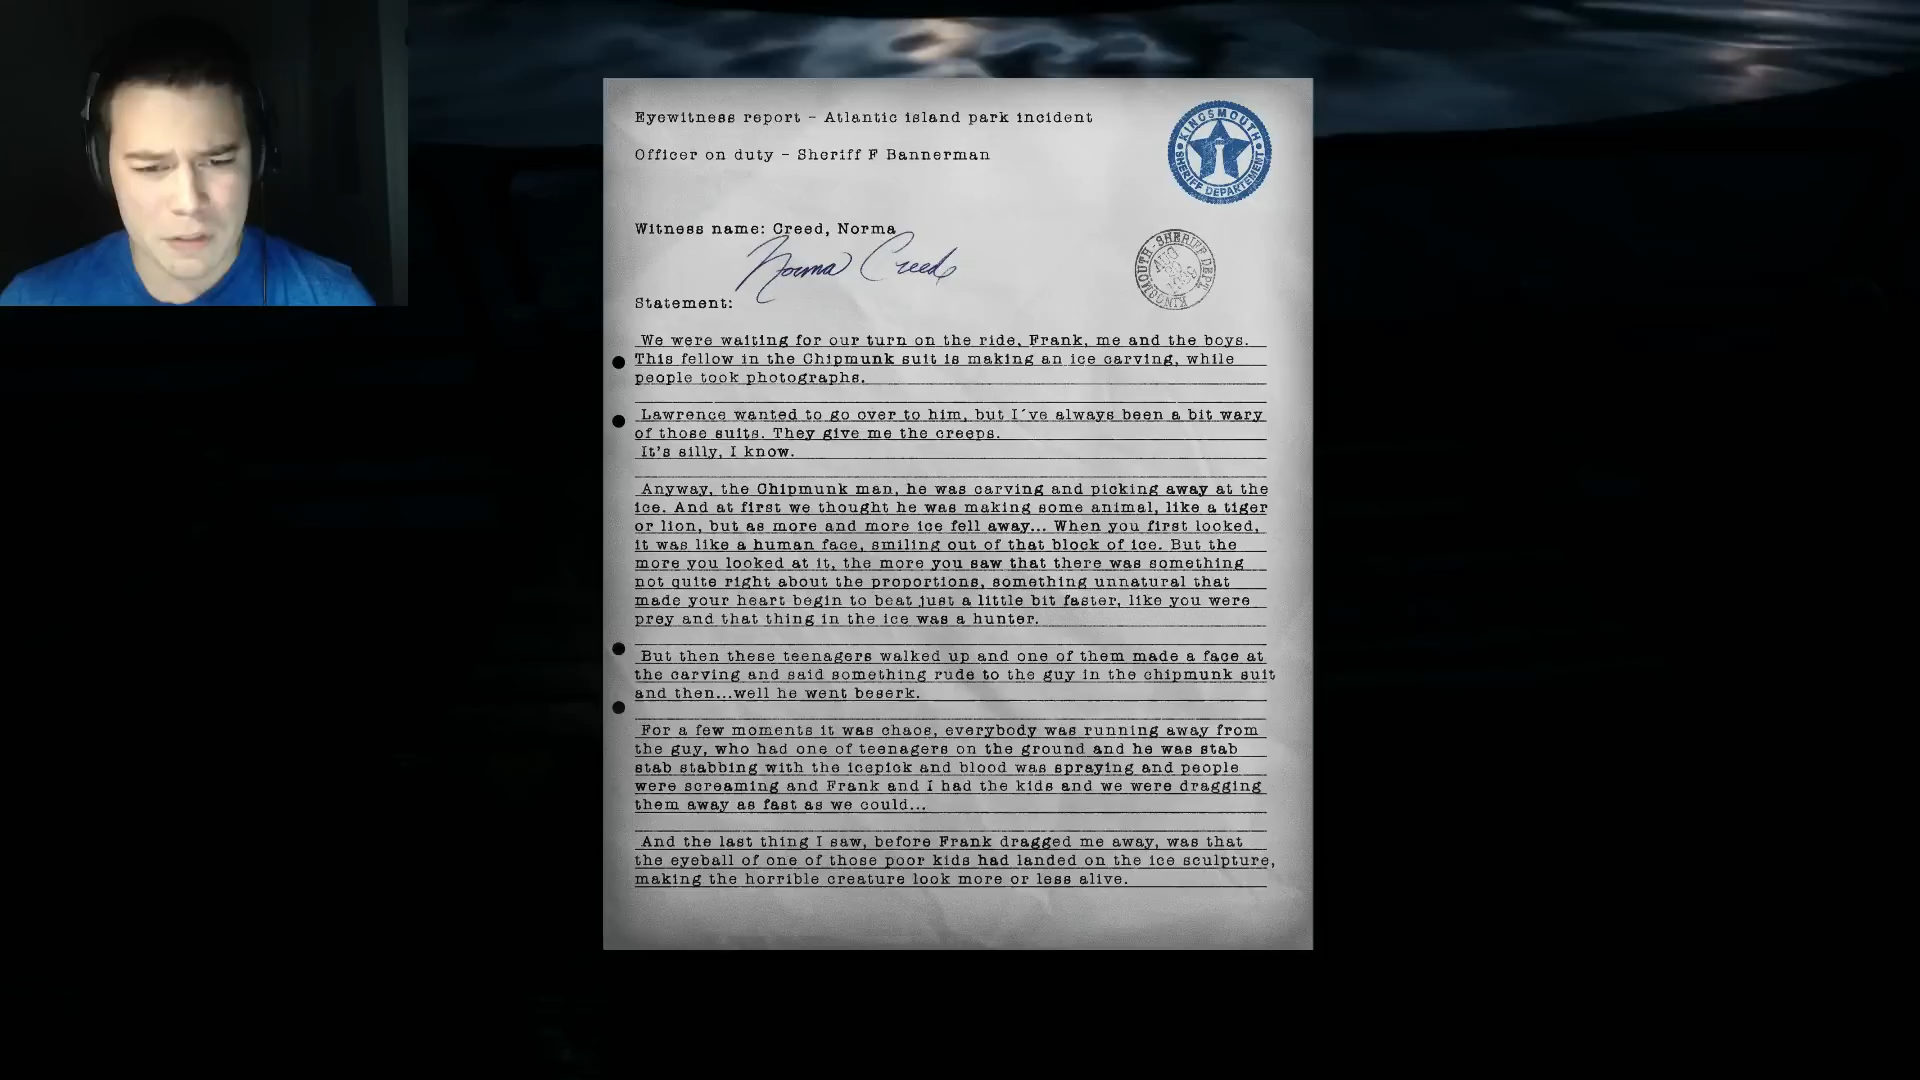 Eyewitness report - Atlantic island park incident
Officer on duty - Sheriff F Bannerman
KINGSMOUTH
SHERIFF DEPARTEMENT
Witness name: Creed, Norma
Norma Creed
KINGSMOUTH - SHERIFF DEPT.
AUG
Statement:
We were waiting for our turn on the ride, Frank, me and the boys.
This fellow in the Chipmunk suit is making an ice carving, while
people took photographs.
Lawrence wanted to go over to him, but I´ve always been a bit wary
of those suits. They give me the creeps.
It's silly, I know.
Anyway, the Chipmunk man, he was carving and picking away at the
ice. And at first we thought he was making some animal, like a tiger
or lion, but as more and more ice fell away... When you first looked,
it was like a human face, smiling out of that block of ice. But the
more you looked at it, the more you saw that there was something
not quite right about the proportions, something unnatural that
made your heart begin to beat just a little bit faster, like you were
prey and that thing in the ice was a hunter.
But then these teenagers walked up and one of them made a face at
the carving and said something rude to the guy in the chipmunk suit
and then...well he went beserk.
For a few moments it was chaos, everybody was running away from
the guy, who had one of teenagers on the ground and he was stab
stab stabbing with the icepick and blood was spraying and people
were screaming and Frank and I had the kids and we were dragging
them away as fast as we could...
And the last thing I saw, before Frank dragged me away, was that
the eyeball of one of those poor kids had landed on the ice sculpture,
making the horrible creature look more or less alive.